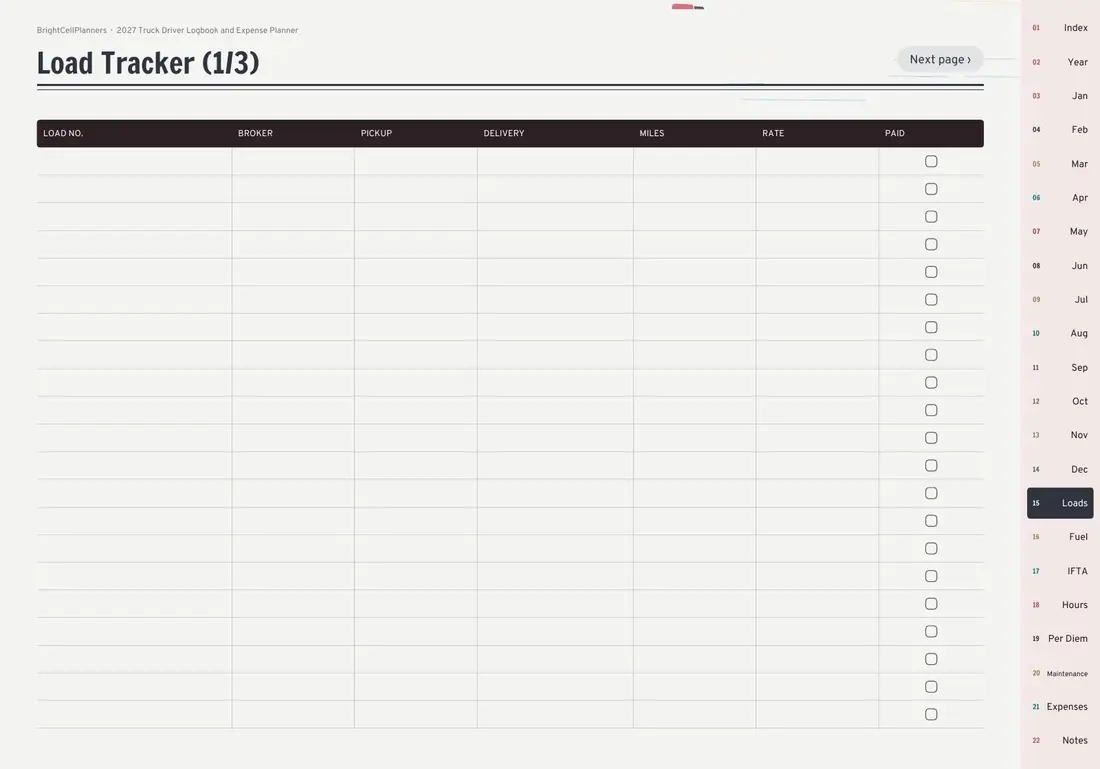 BrightCellPlanners · 2027 Truck Driver Logbook and Expense Planner
Load Tracker (1/3)
Next page ›
LOAD NO. BROKER PICKUP DELIVERY MILES RATE PAID
01 Index
02 Year
03 Jan
04 Feb
05 Mar
06 Apr
07 May
08 Jun
09 Jul
10 Aug
11 Sep
12 Oct
13 Nov
14 Dec
15 Loads
16 Fuel
17 IFTA
18 Hours
19 Per Diem
20 Maintenance
21 Expenses
22 Notes